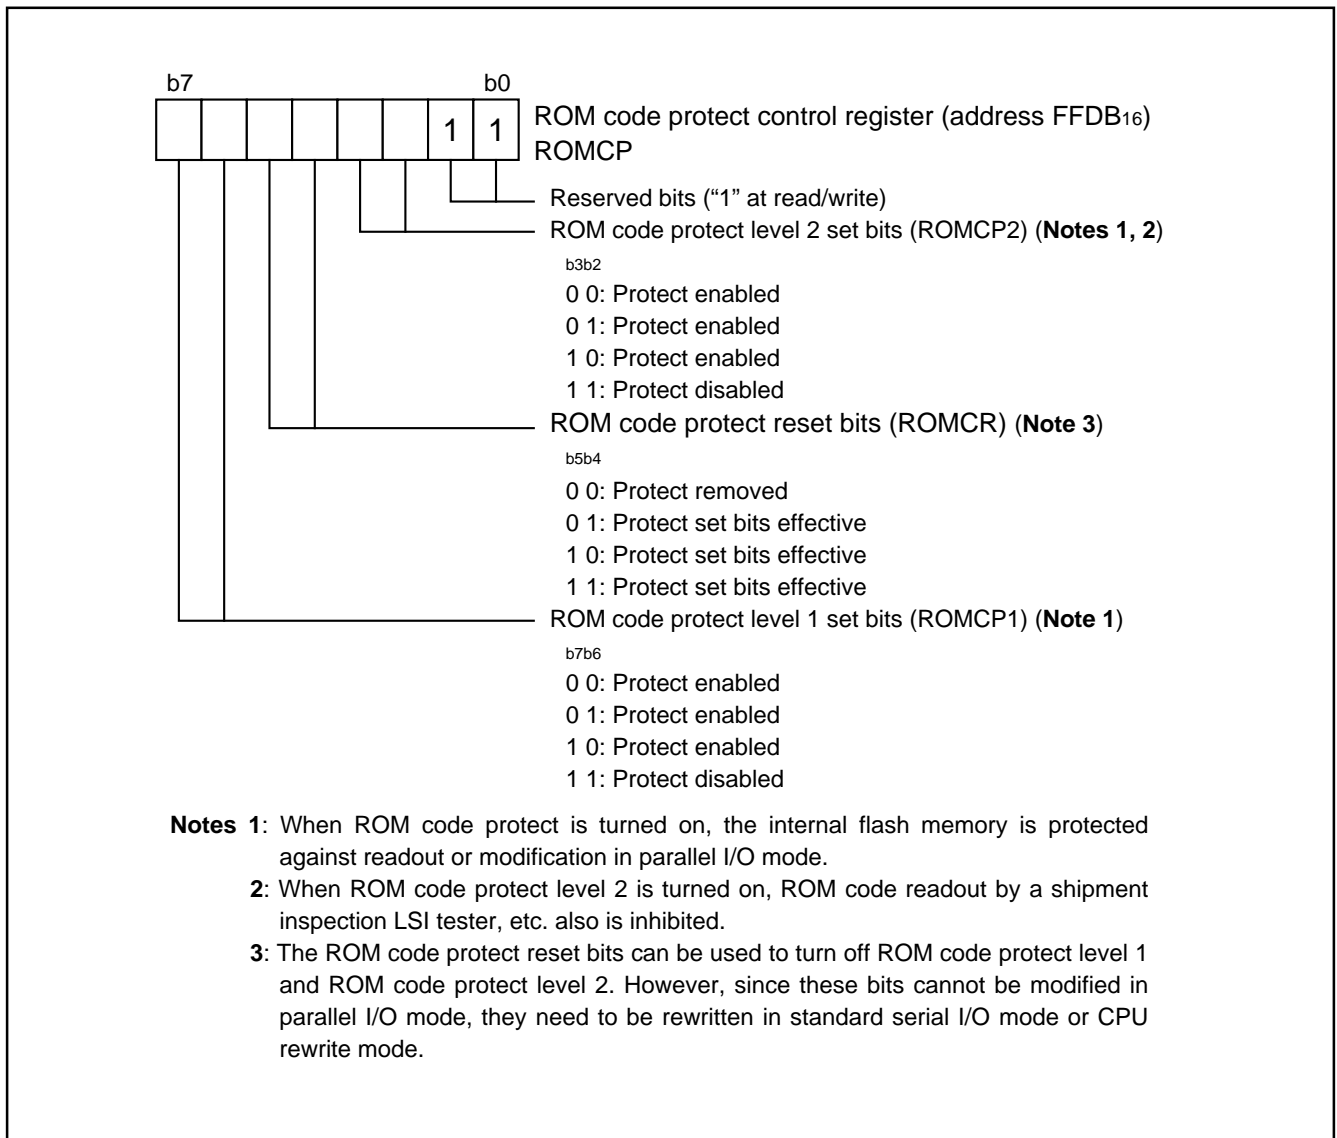 b7 b0
1 1
ROM code protect control register (address FFDB16)
ROMCP
Reserved bits (“1” at read/write)
ROM code protect level 2 set bits (ROMCP2) (Notes 1, 2)
b3b2
0 0: Protect enabled
0 1: Protect enabled
1 0: Protect enabled
1 1: Protect disabled
ROM code protect reset bits (ROMCR) (Note 3)
b5b4
0 0: Protect removed
0 1: Protect set bits effective
1 0: Protect set bits effective
1 1: Protect set bits effective
ROM code protect level 1 set bits (ROMCP1) (Note 1)
b7b6
0 0: Protect enabled
0 1: Protect enabled
1 0: Protect enabled
1 1: Protect disabled
Notes 1: When ROM code protect is turned on, the internal flash memory is protected
against readout or modification in parallel I/O mode.
2: When ROM code protect level 2 is turned on, ROM code readout by a shipment
inspection LSI tester, etc. also is inhibited.
3: The ROM code protect reset bits can be used to turn off ROM code protect level 1
and ROM code protect level 2. However, since these bits cannot be modified in
parallel I/O mode, they need to be rewritten in standard serial I/O mode or CPU
rewrite mode.